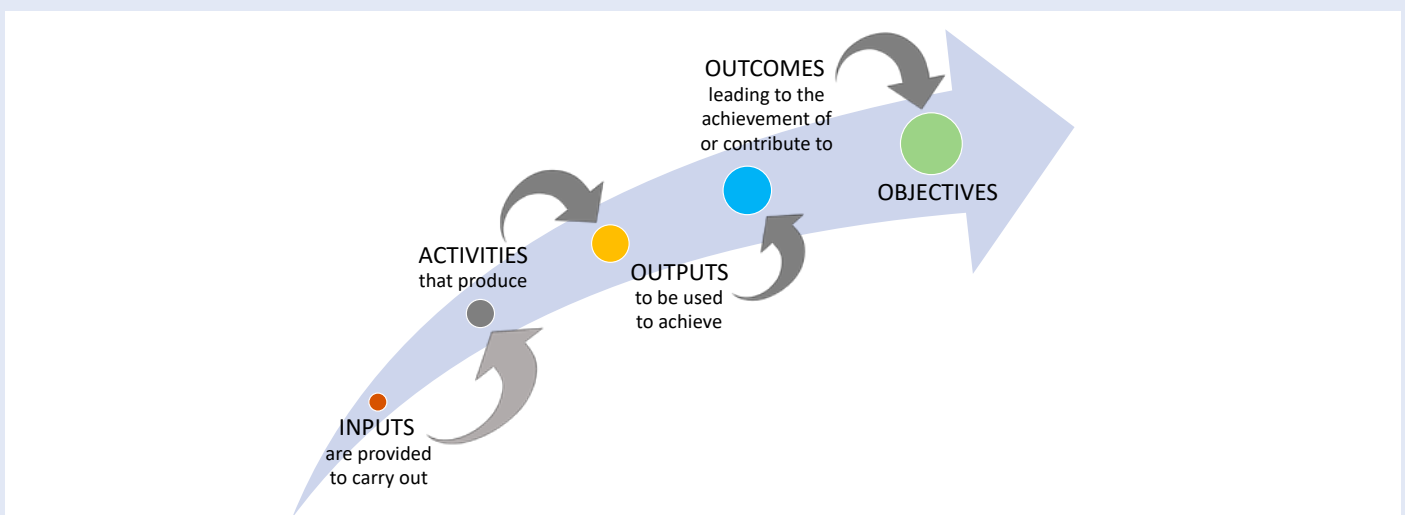 INPUTS
are provided
to carry out
ACTIVITIES
that produce
OUTPUTS
to be used
to achieve
OUTCOMES
leading to the
achievement of
or contribute to
OBJECTIVES